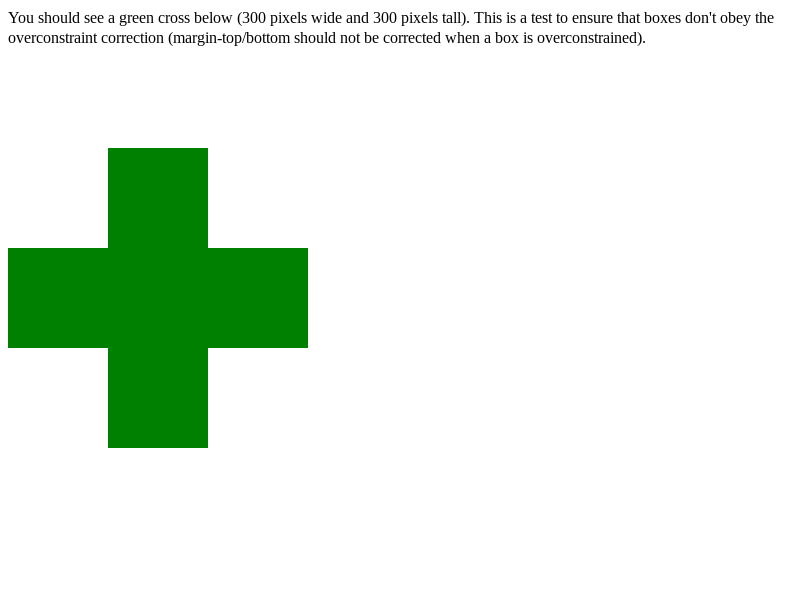 You should see a green cross below (300 pixels wide and 300 pixels tall). This is a test to ensure that boxes don't obey the
overconstraint correction (margin-top/bottom should not be corrected when a box is overconstrained).